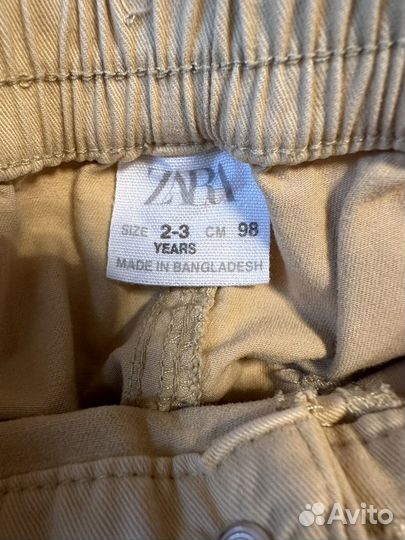 ZARA
SIZE 2-3 CM 98
YEARS
MADE IN BANGLADESH
Avito